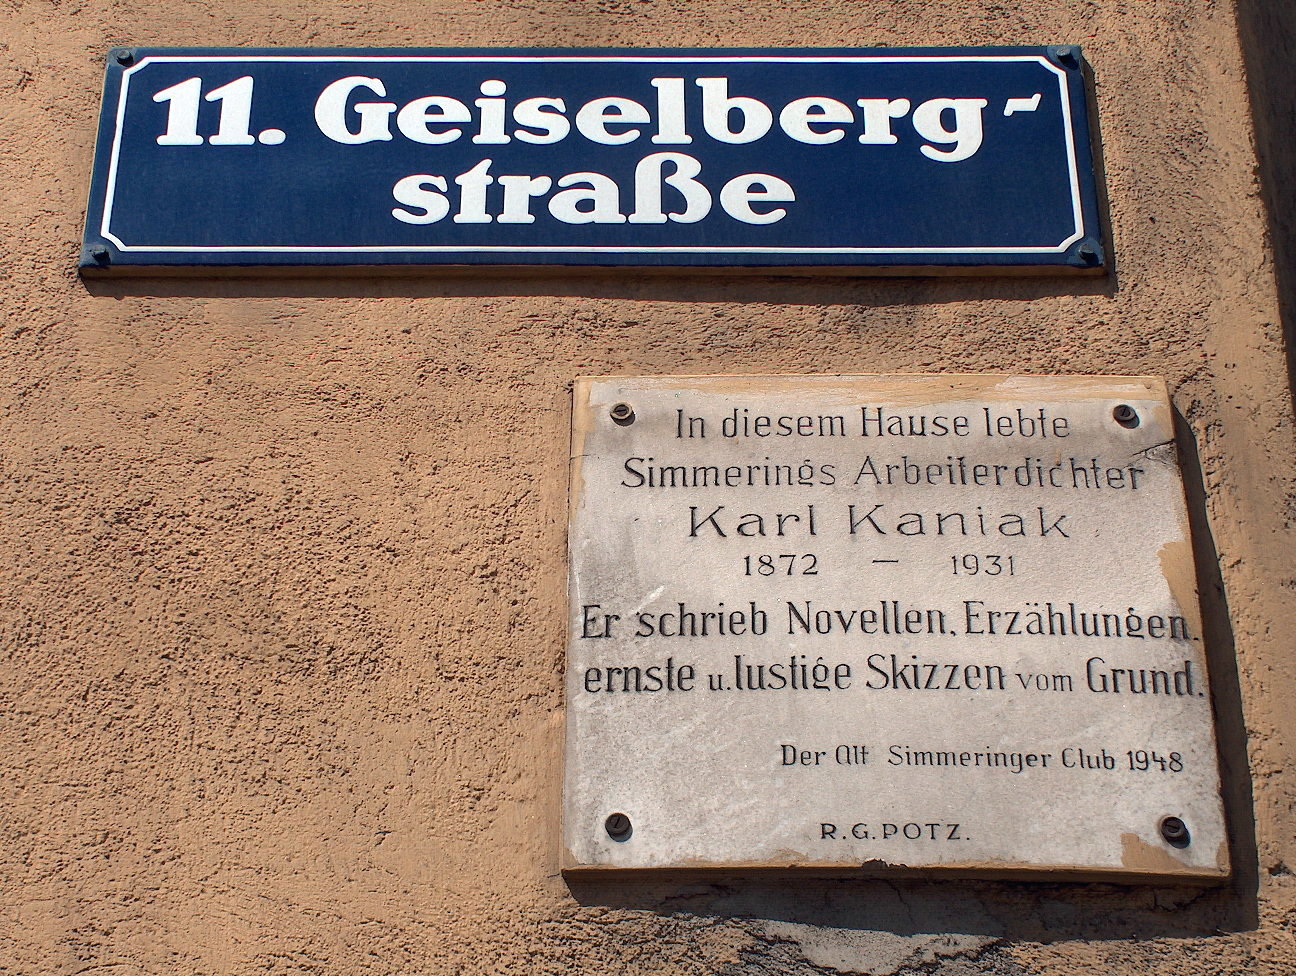 11. Geiselberg-
straße
In diesem Hause lebte
Simmerings Arbeiterdichter
Karl Kaniak
1872 – 1931
Er schrieb Novellen, Erzählungen,
ernste u. lustige Skizzen vom Grund.
Der Alt Simmeringer Club 1948
R.G.POTZ.